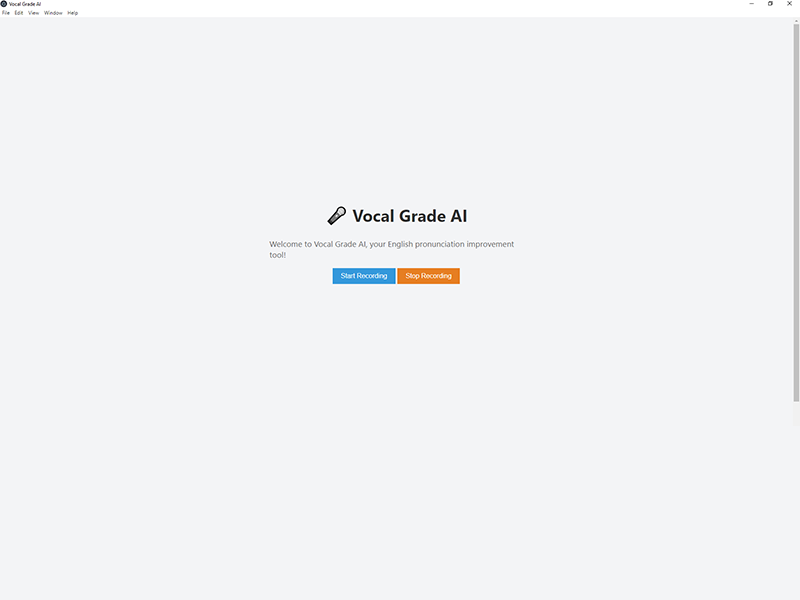 Vocal Grade AI
File Edit View Window Help
Vocal Grade AI
Welcome to Vocal Grade AI, your English pronunciation improvement
tool!
Start Recording Stop Recording